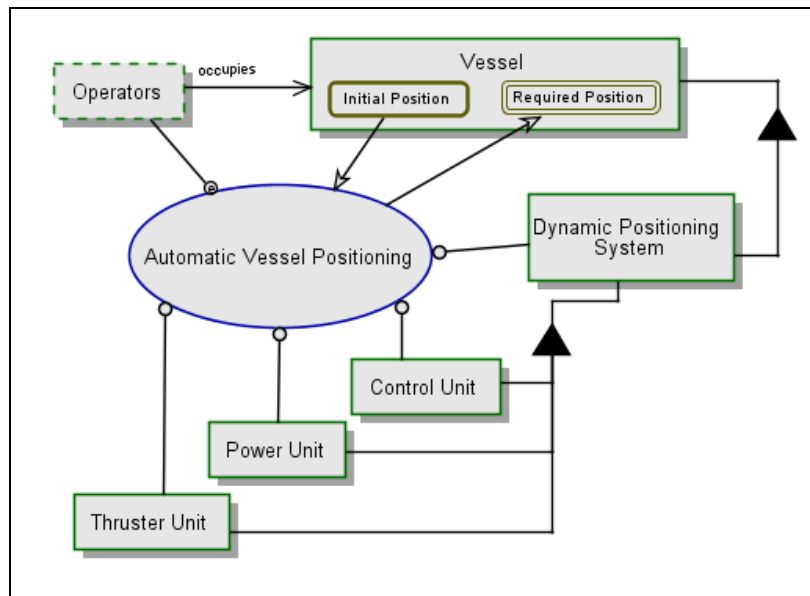 Vessel
occupies
Operators
Initial Position
Required Position
e
Dynamic Positioning
System
Automatic Vessel Positioning
Control Unit
Power Unit
Thruster Unit